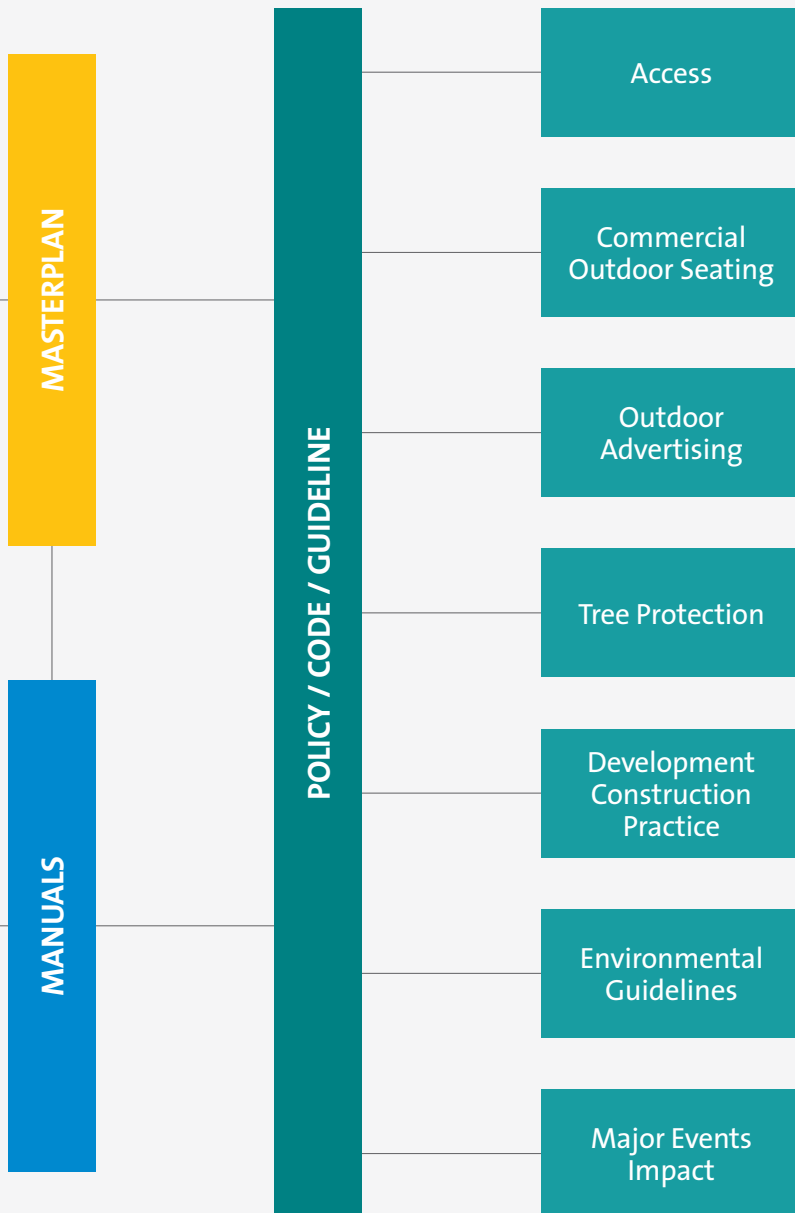 MASTERPLAN
MANUALS
POLICY / CODE / GUIDELINE
Access
Commercial
Outdoor Seating
Outdoor
Advertising
Tree Protection
Development
Construction
Practice
Environmental
Guidelines
Major Events
Impact